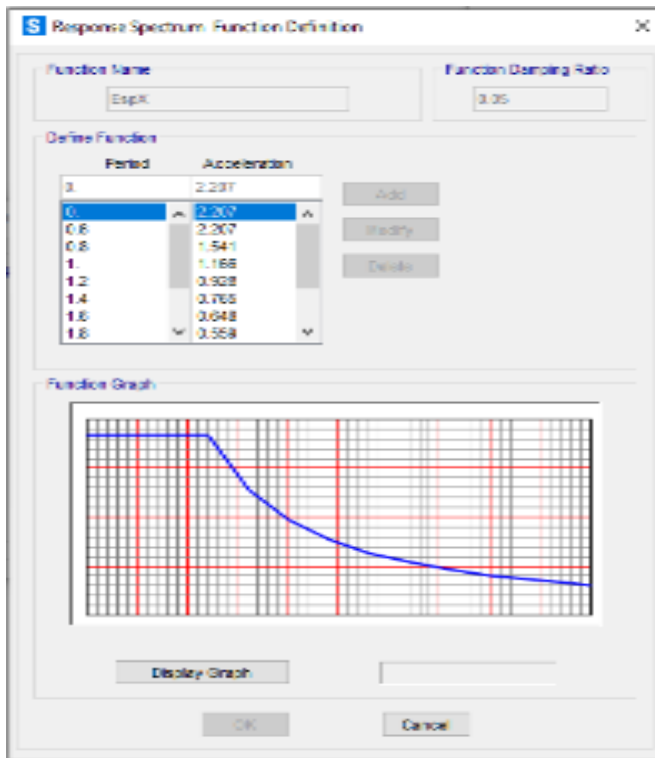 S Response Spectrum Function Definition
Function Name
Function Damping Ratio
EspX
0.05
Define Function
Period Acceleration
0. 2.207
Add
0. 2.207
0.6 2.207
Modify
0.8 1.541
1. 1.166
Delete
1.2 0.928
1.4 0.765
1.6 0.648
1.8 0.559
Function Graph
Display Graph
OK Cancel